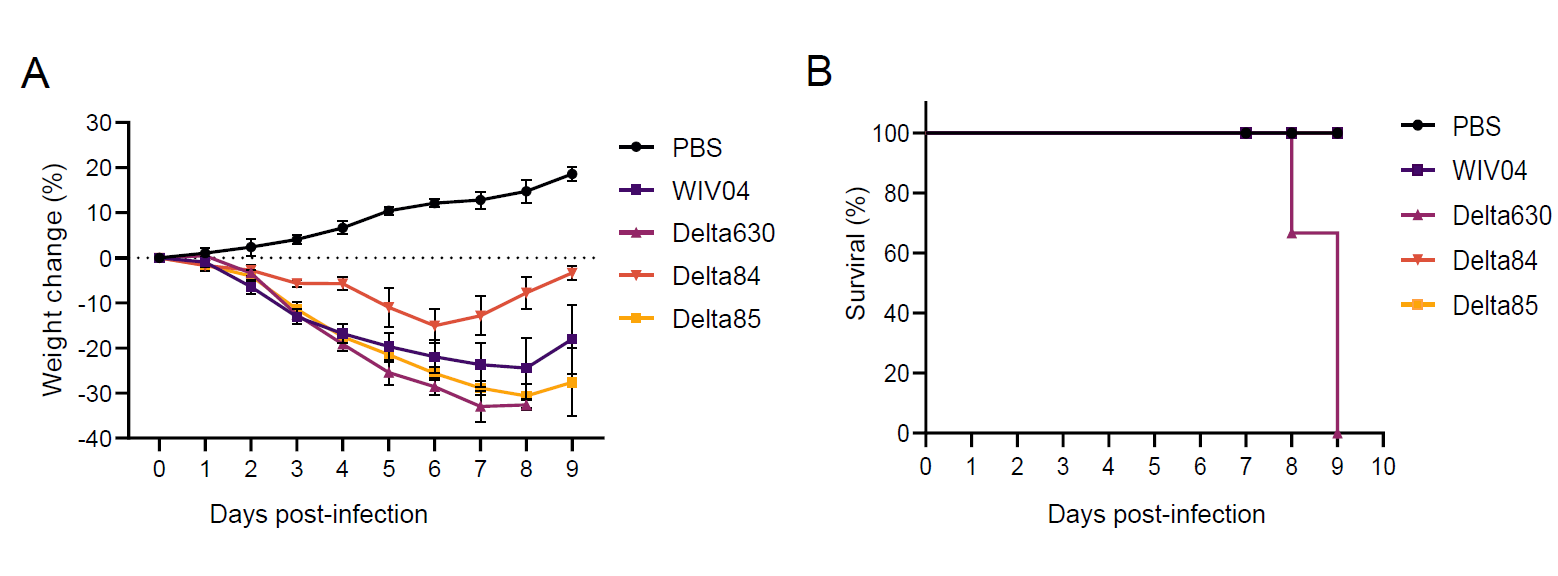 A
Weight change (%)
30
20
10
0
-10
-20
-30
-40
0 1 2 3 4 5 6 7 8 9
Days post-infection
PBS
WIV04
Delta630
Delta84
Delta85
B
Surviral (%)
100
80
60
40
20
0
0 1 2 3 4 5 6 7 8 9 10
Days post-infection
PBS
WIV04
Delta630
Delta84
Delta85